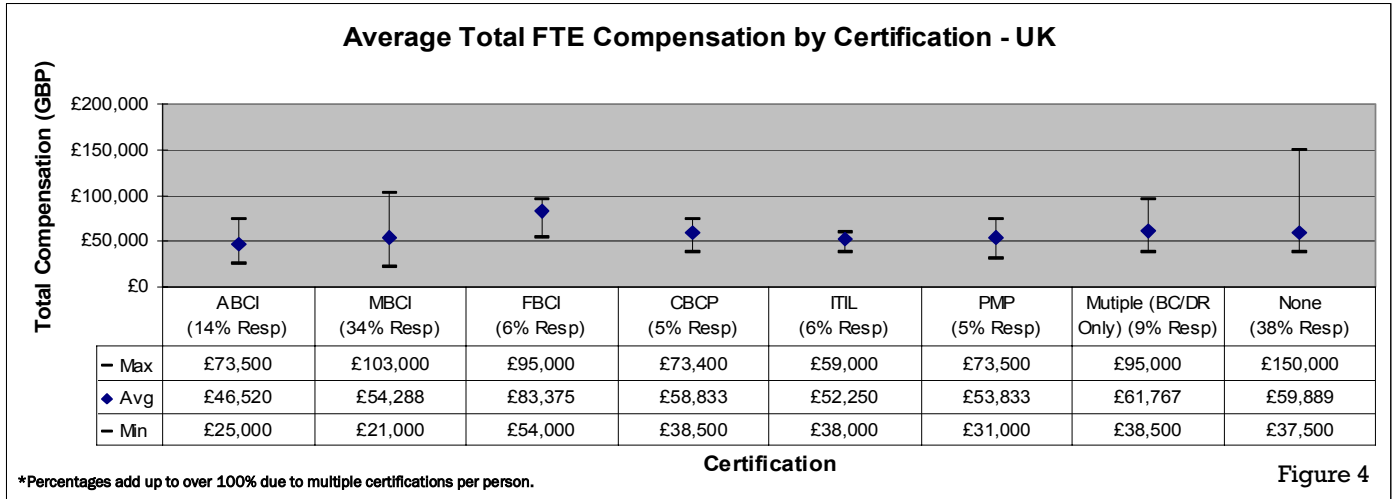 Average Total FTE Compensation by Certification - UK
Total Compensation (GBP)
£200,000
£150,000
£100,000
£50,000
£0
ABCI MBCI FBCI CBCP ITIL PMP Mutiple (BC/DR None
(14% Resp) (34% Resp) (6% Resp) (5% Resp) (6% Resp) (5% Resp) Only) (9% Resp) (38% Resp)
Max £73,500 £103,000 £95,000 £73,400 £59,000 £73,500 £95,000 £150,000
Avg £46,520 £54,288 £83,375 £58,833 £52,250 £53,833 £61,767 £59,889
Min £25,000 £21,000 £54,000 £38,500 £38,000 £31,000 £38,500 £37,500
Certification
*Percentages add up to over 100% due to multiple certifications per person.
Figure 4